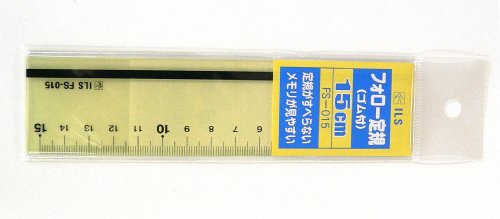 ILS
フォロー定規
(ゴム付)
15cm
FS-015
定規がすべらない
メモリが見やすい
ILS FS-015
15 14 13 12 11 10 9 8 7 6